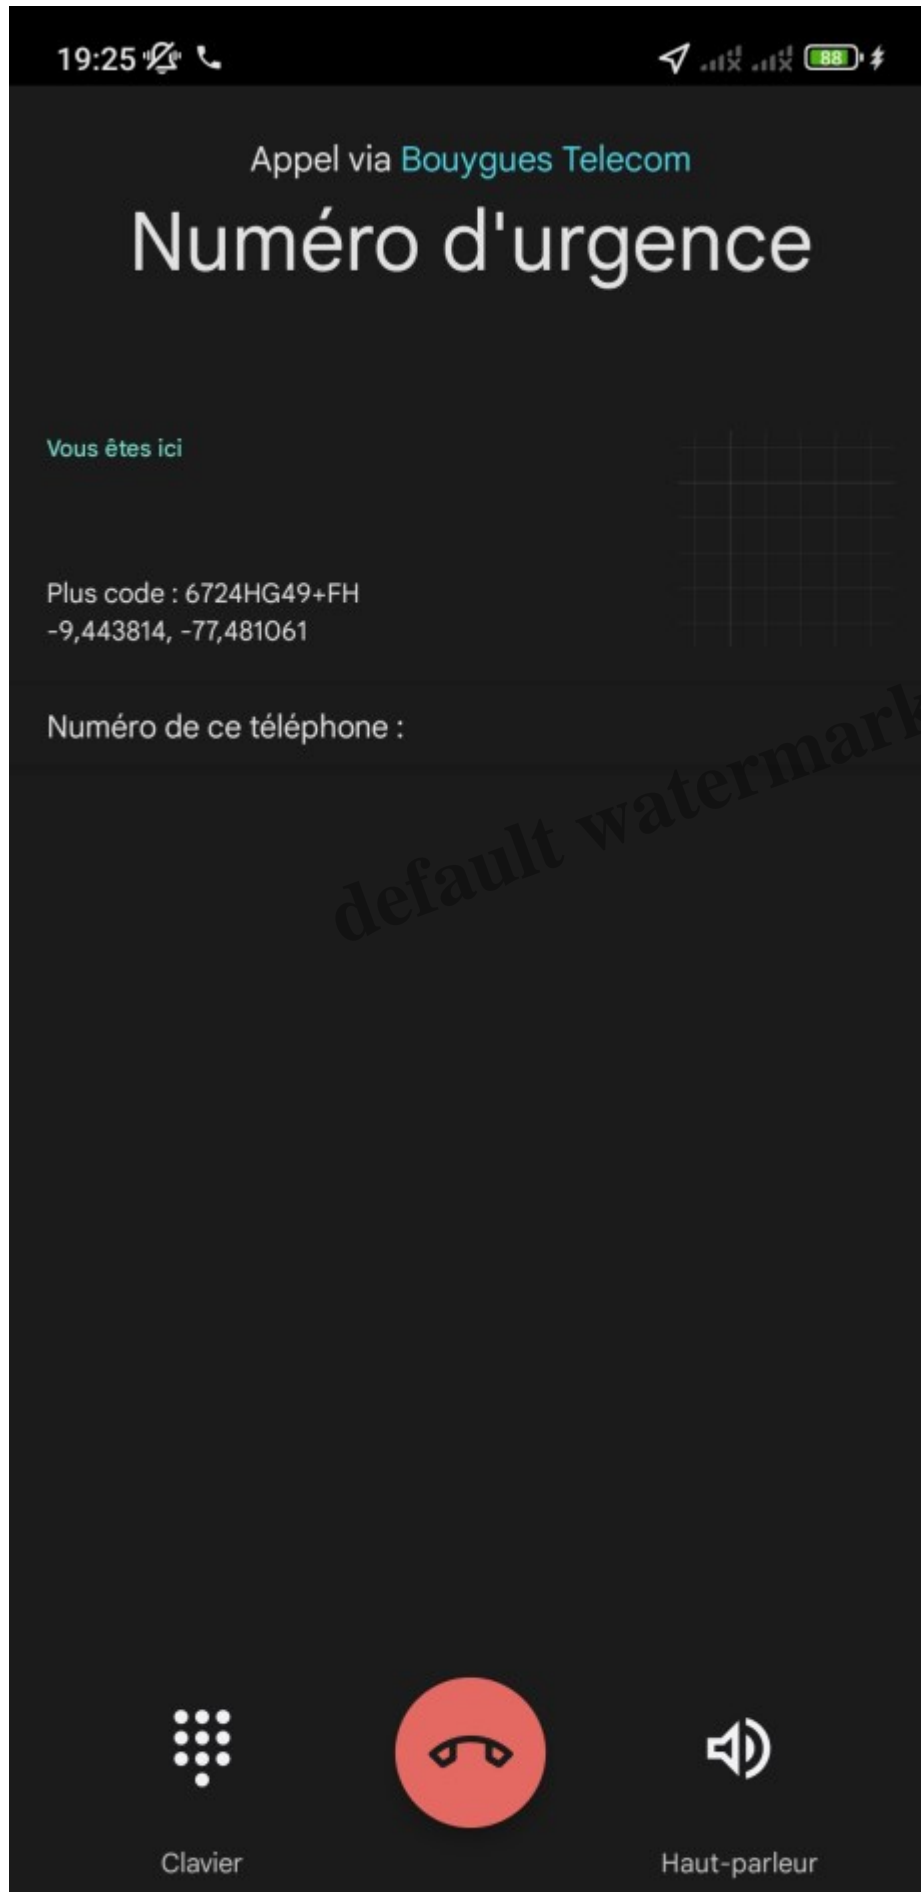 19:25
88
Appel via Bouygues Telecom
Numéro d'urgence
Vous êtes ici
Plus code : 6724HG49+FH
-9,443814, -77,481061
Numéro de ce téléphone :
default watermark
Clavier
Haut-parleur